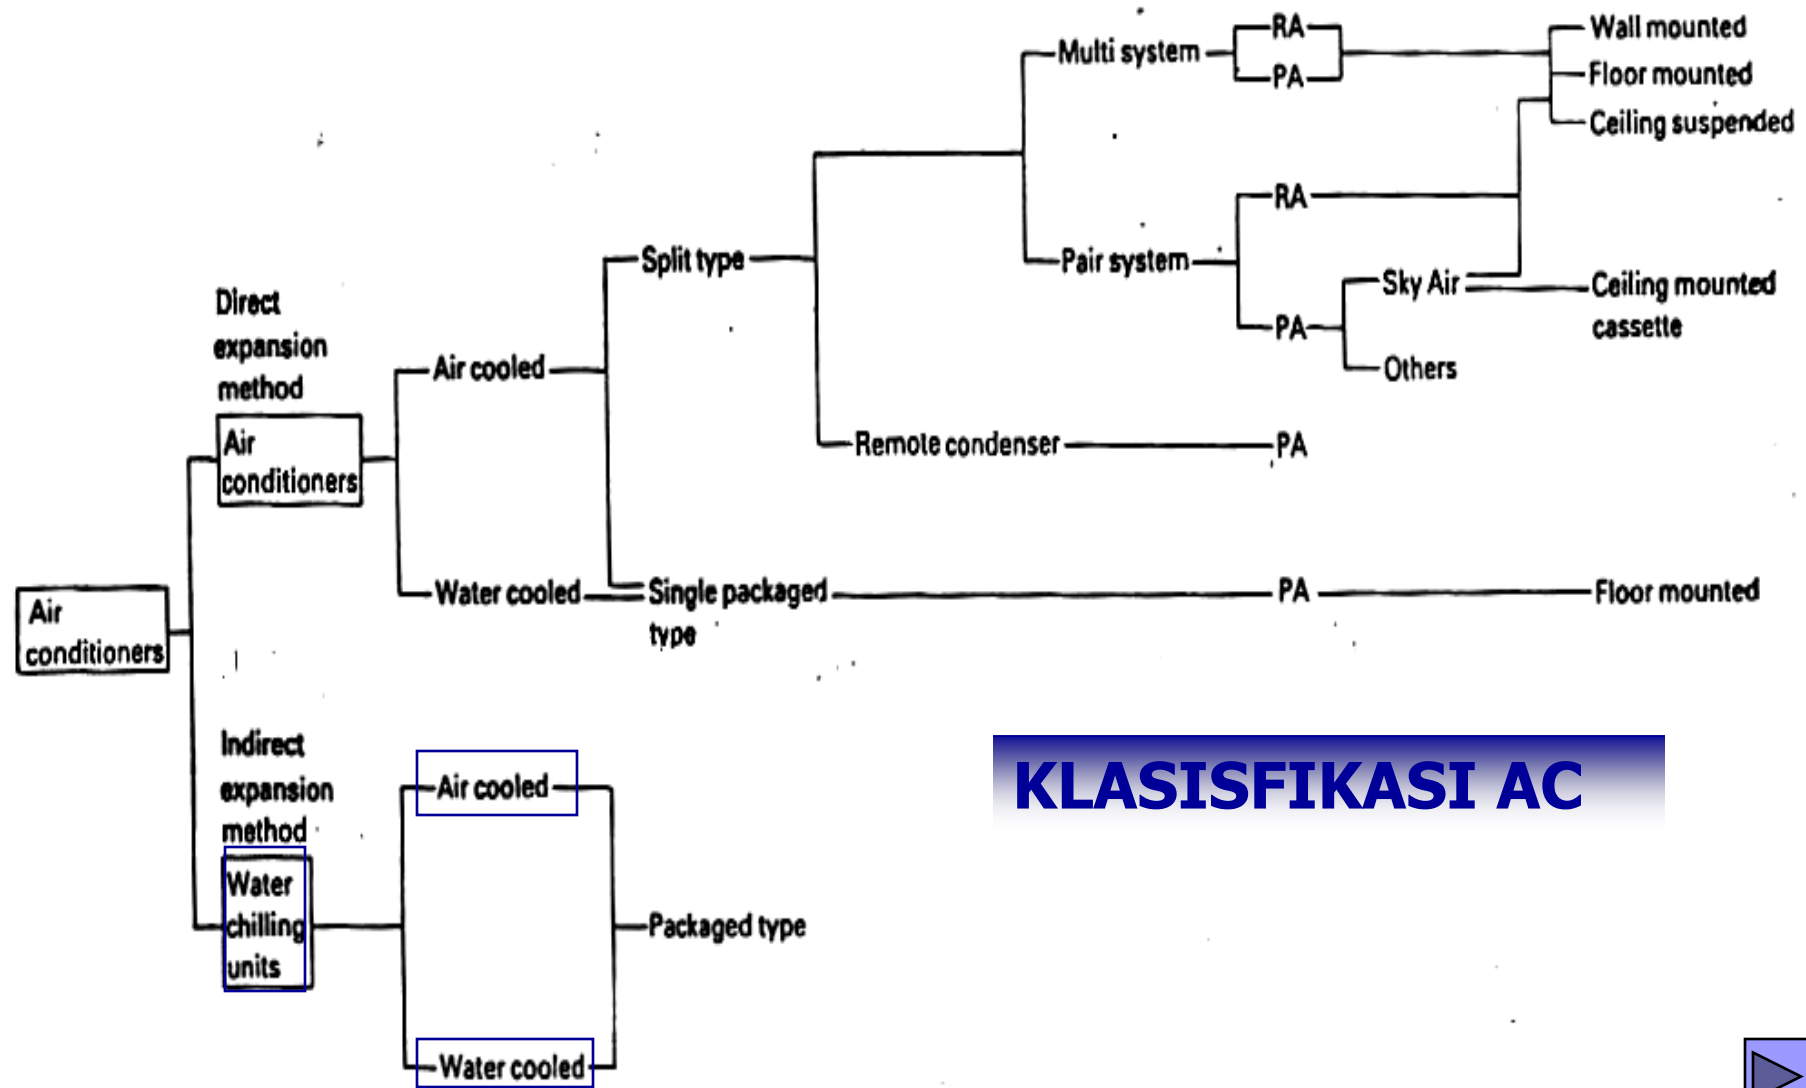 Air
conditioners
Direct
expansion
method
Air
conditioners
Air cooled
Split type
Multi system
RA
PA
Wall mounted
Floor mounted
Ceiling suspended
Pair system
RA
PA
Sky Air
Ceiling mounted
cassette
Others
Remote condenser
PA
Water cooled
Single packaged
type
PA
Floor mounted
Indirect
expansion
method
Water
chilling
units
Air cooled
Water cooled
Packaged type
KLASISFIKASI AC